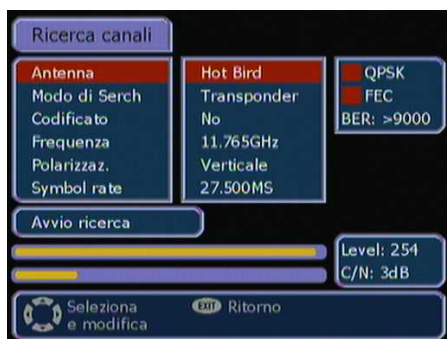 Ricerca canali
Antenna Hot Bird QPSK
Modo di Serch Transponder FEC
Codificato No BER: >9000
Frequenza 11.765GHz
Polarizzaz. Verticale
Symbol rate 27.500MS
Avvio ricerca
Level: 254
C/N: 3dB
Seleziona EXIT Ritorno
e modifica